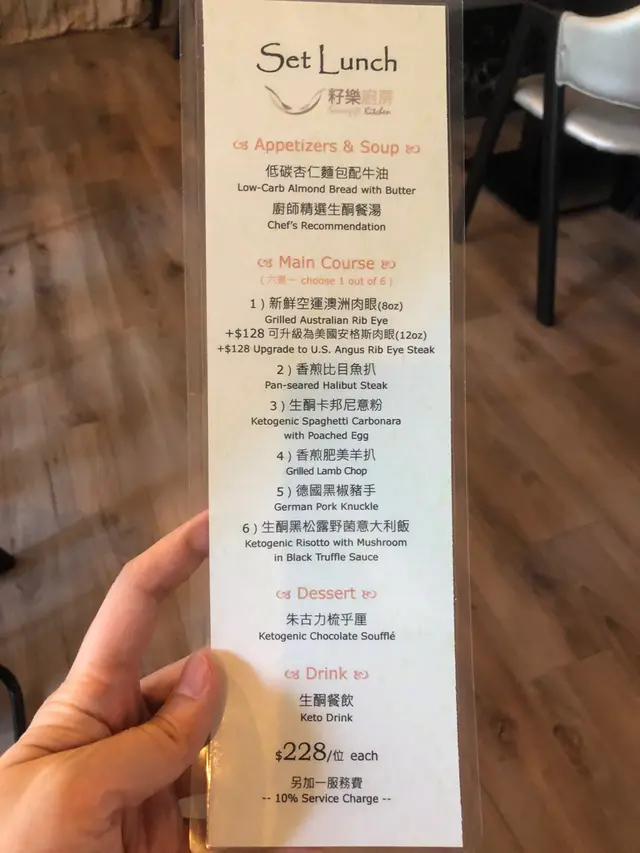 Set Lunch
籽樂廚房
Kitchen
Appetizers & Soup
低碳杏仁麵包配牛油
Low-Carb Almond Bread with Butter
廚師精選生酮餐湯
Chef's Recommendation
Main Course
(六選一 choose 1 out of 6)
1) 新鮮空運澳洲肉眼(8oz)
Grilled Australian Rib Eye
+$128 可升級為美國安格斯肉眼(12oz)
+$128 Upgrade to U.S. Angus Rib Eye Steak
2) 香煎比目魚扒
Pan-seared Halibut Steak
3) 生酮卡邦尼意粉
Ketogenic Spaghetti Carbonara
with Poached Egg
4) 香煎肥美羊扒
Grilled Lamb Chop
5) 德國黑椒豬手
German Pork Knuckle
6) 生酮黑松露野菌意大利飯
Ketogenic Risotto with Mushroom
in Black Truffle Sauce
Dessert
朱古力梳乎厘
Ketogenic Chocolate Soufflé
Drink
生酮餐飲
Keto Drink
$228/位 each
另加一服務費
-- 10% Service Charge --